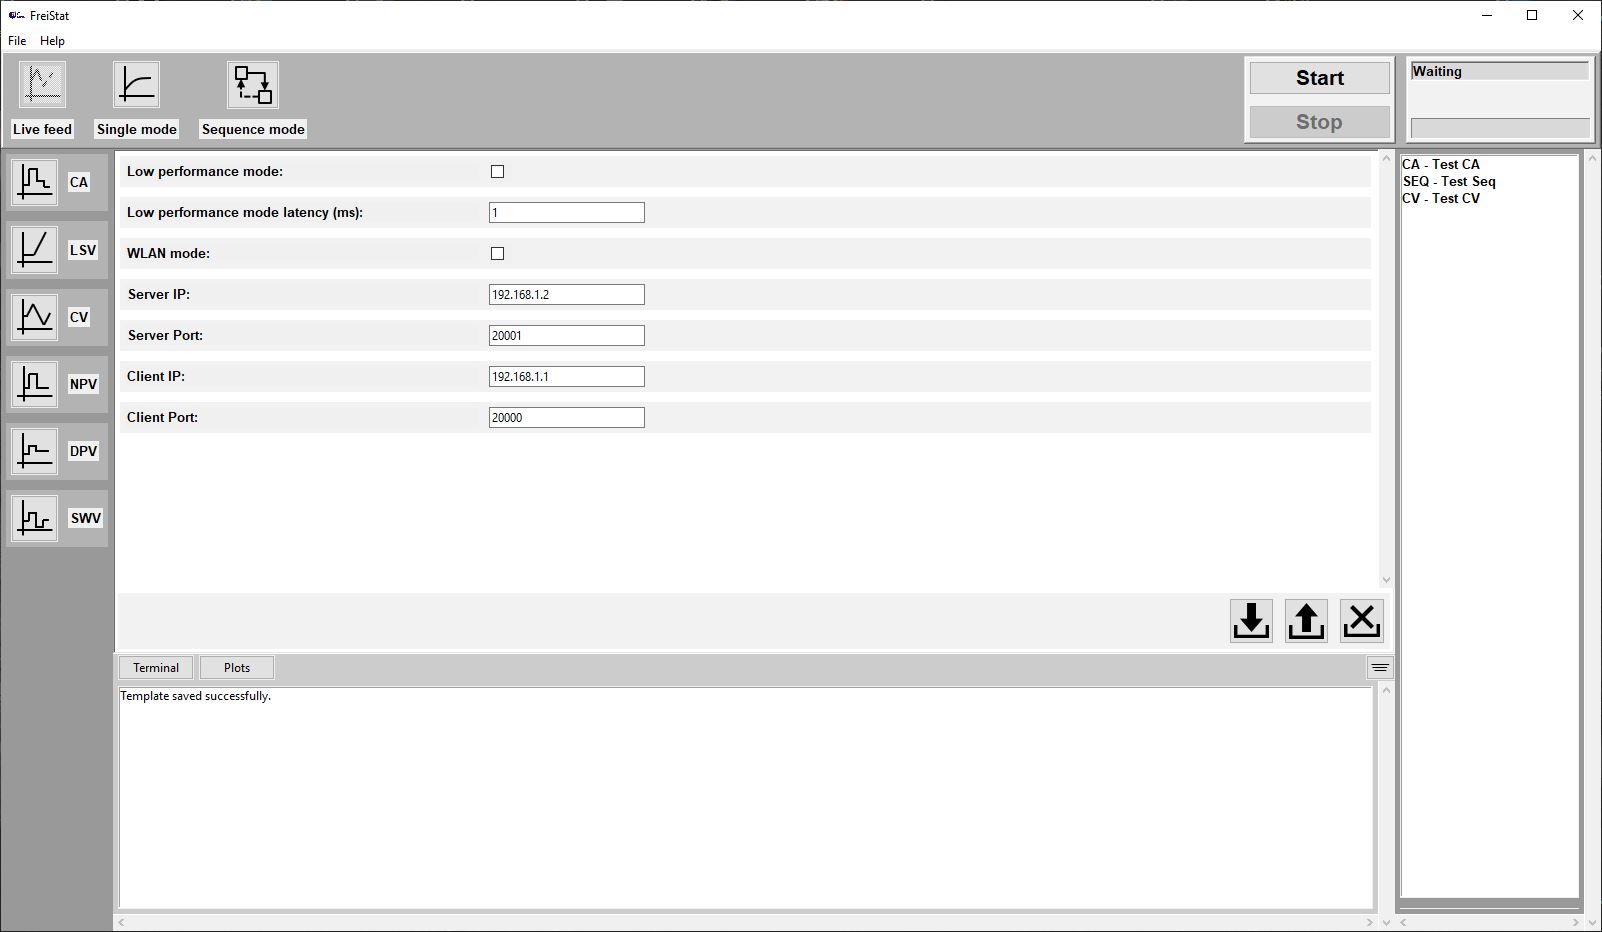 FreiStat
File Help
Live feed
Single mode
Sequence mode
Start
Stop
Waiting
CA
LSV
CV
NPV
DPV
SWV
Low performance mode:
Low performance mode latency (ms): 1
WLAN mode:
Server IP: 192.168.1.2
Server Port: 20001
Client IP: 192.168.1.1
Client Port: 20000
Terminal
Plots
Template saved successfully.
CA - Test CA
SEQ - Test Seq
CV - Test CV